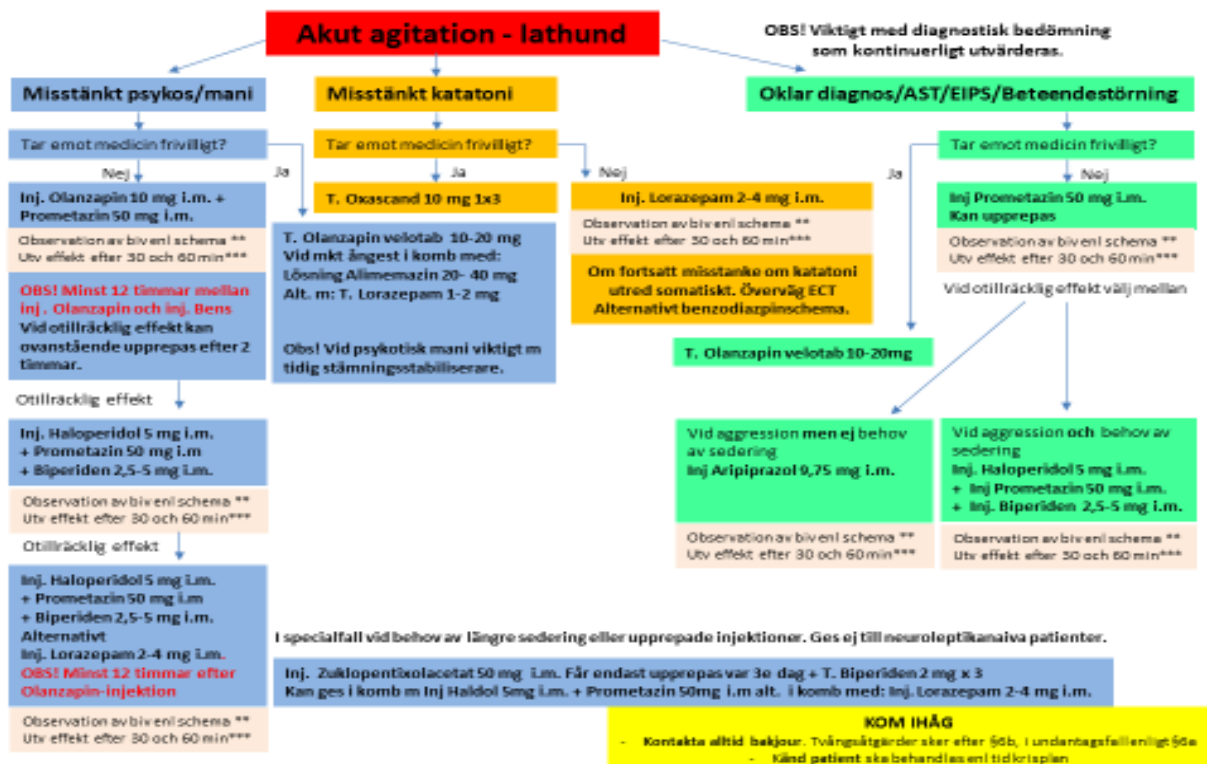 Akut agitation - lathund
OBS! Viktigt med diagnostisk bedömning
som kontinuerligt utvärderas.
Misstänkt psykos/mani
Tar emot medicin frivilligt?
Nej
Ja
Inj. Olanzapin 10 mg i.m. +
Prometazin 50 mg i.m.
Observation av biv enl schema **
Utv effekt efter 30 och 60 min***
OBS! Minst 12 timmar mellan
inj. Olanzapin och inj. Bens
Vid otillräcklig effekt kan
ovanstående upprepas efter 2
timmar.
Otillräcklig effekt
Inj. Haloperidol 5 mg i.m.
+ Prometazin 50 mg i.m
+ Biperiden 2,5-5 mg i.m.
Observation av biv enl schema **
Utv effekt efter 30 och 60 min***
Otillräcklig effekt
Inj. Haloperidol 5 mg i.m.
+ Prometazin 50 mg i.m
+ Biperiden 2,5-5 mg i.m.
Alternativt
Inj. Lorazepam 2-4 mg i.m.
OBS! Minst 12 timmar efter
Olanzapin-injektion
Observation av biv enl schema **
Utv effekt efter 30 och 60 min***
T. Olanzapin velotab 10-20 mg
Vid mkt ångest i komb med:
Lösning Alimemazin 20- 40 mg
Alt. m: T. Lorazepam 1-2 mg
Obs! Vid psykotisk mani viktigt m
tidig stämningsstabiliserare.
Misstänkt katatoni
Tar emot medicin frivilligt?
Ja
Nej
T. Oxascand 10 mg 1x3
Inj. Lorazepam 2-4 mg i.m.
Observation av biv enl schema **
Utv effekt efter 30 och 60 min***
Om fortsatt misstanke om katatoni
utred somatiskt. Överväg ECT
Alternativt benzodiazpinschema.
Oklar diagnos/AST/EIPS/Beteendestörning
Tar emot medicin frivilligt?
Ja
Nej
T. Olanzapin velotab 10-20mg
Inj Prometazin 50 mg i.m.
Kan upprepas
Observation av biv enl schema **
Utv effekt efter 30 och 60 min***
Vid otillräcklig effekt välj mellan
Vid aggression men ej behov
av sedering
Inj Aripiprazol 9,75 mg i.m.
Observation av biv enl schema **
Utv effekt efter 30 och 60 min***
Vid aggression och behov av
sedering
Inj. Haloperidol 5 mg i.m.
+ Inj Prometazin 50 mg i.m.
+ Inj. Biperiden 2,5-5 mg i.m.
Observation av biv enl schema **
Utv effekt efter 30 och 60 min***
I specialfall vid behov av längre sedering eller upprepade injektioner. Ges ej till neuroleptikanaiva patienter.
Inj. Zuklopentixolacetat 50 mg i.m. Får endast upprepas var 3e dag + T. Biperiden 2 mg x 3
Kan ges i komb m Inj Haldol 5mg i.m. + Prometazin 50mg i.m alt. i komb med: Inj. Lorazepam 2-4 mg i.m.
KOM IHÅG
- Kontakta alltid bakjour. Tvångsåtgärder sker efter §6b, i undantagsfall enligt §6a
- Känd patient ska behandlas enl tid krisplan